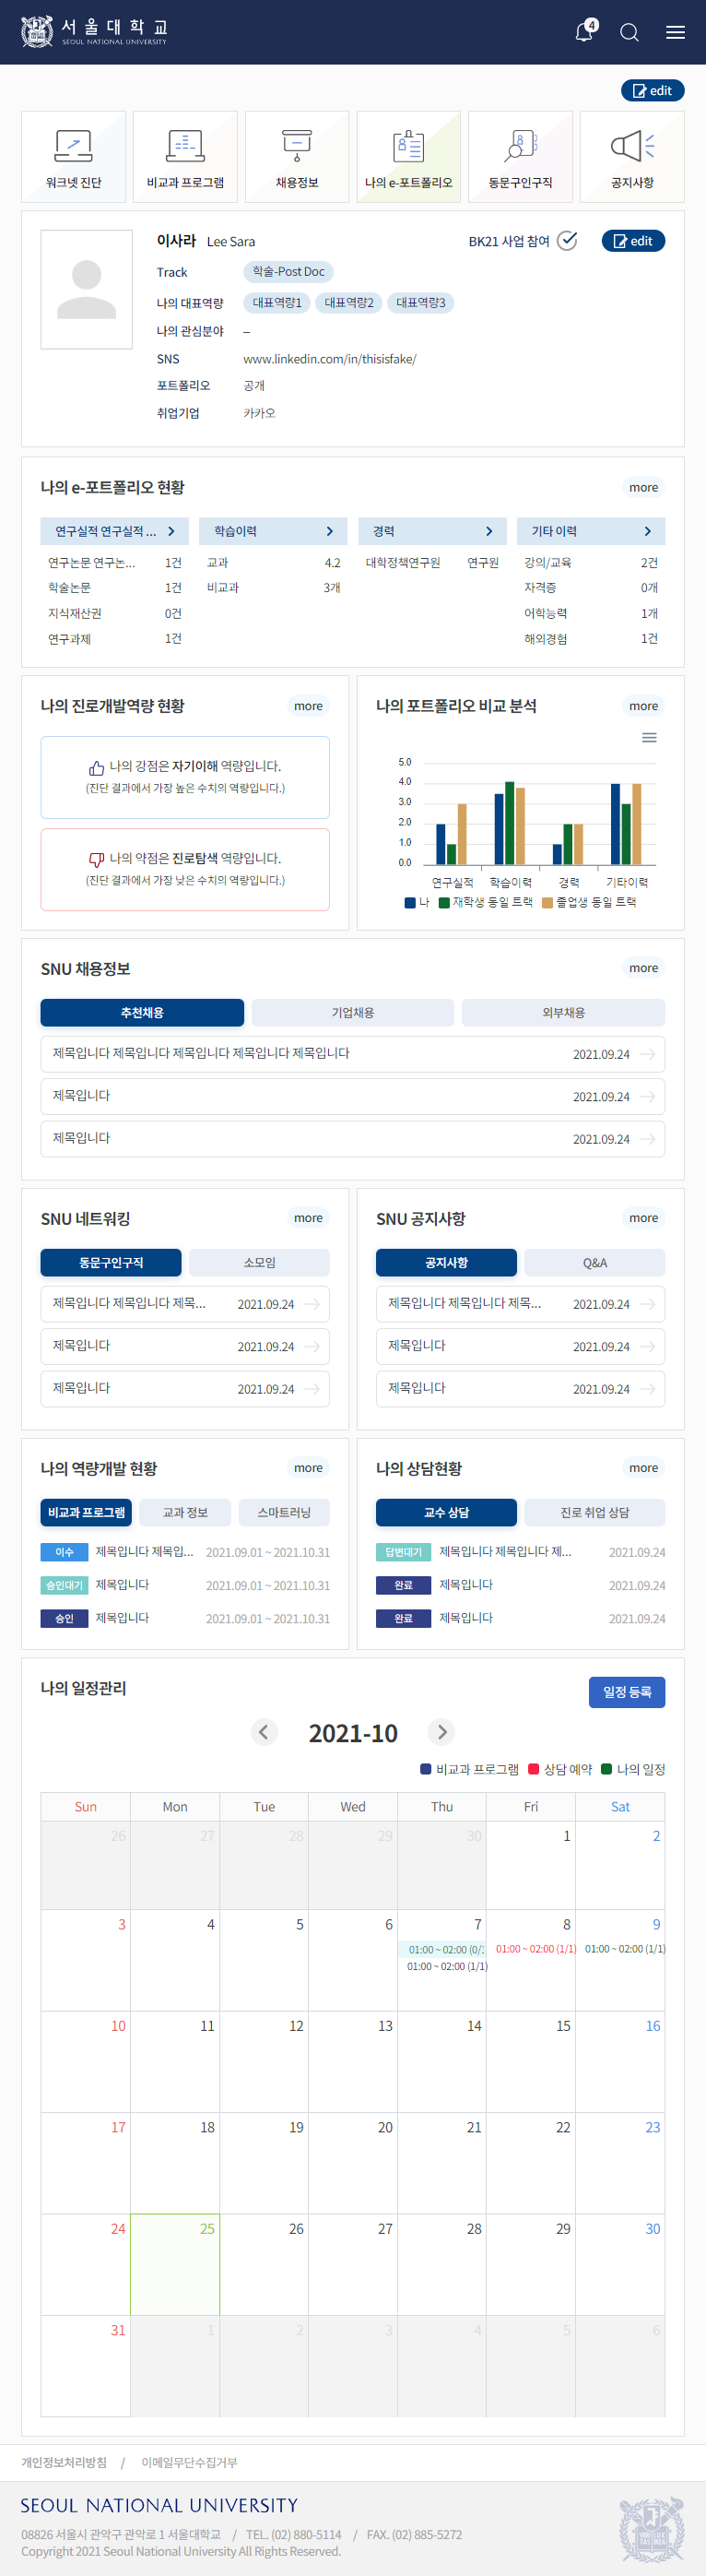 서울대학교
SEOUL NATIONAL UNIVERSITY
4
edit
워크넷 진단
비교과 프로그램
채용정보
나의 e-포트폴리오
동문구인구직
공지사항
이사라 Lee Sara
BK21 사업 참여
edit
Track 학술-Post Doc
나의 대표역량 대표역량1 대표역량2 대표역량3
나의 관심분야 –
SNS www.linkedin.com/in/thisisfake/
포트폴리오 공개
취업기업 카카오
나의 e-포트폴리오 현황 more
연구실적 연구실적 ...
연구논문 연구논... 1건
학술논문 1건
지식재산권 0건
연구과제 1건
학습이력
교과 4.2
비교과 3개
경력
대학정책연구원 연구원
기타 이력
강의/교육 2건
자격증 0개
어학능력 1개
해외경험 1건
나의 진로개발역량 현황 more
나의 강점은 자기이해 역량입니다.
(진단 결과에서 가장 높은 수치의 역량입니다.)
나의 약점은 진로탐색 역량입니다.
(진단 결과에서 가장 낮은 수치의 역량입니다.)
나의 포트폴리오 비교 분석 more
5.0
4.0
3.0
2.0
1.0
0.0
연구실적 학습이력 경력 기타이력
나 재학생 동일 트랙 졸업생 동일 트랙
SNU 채용정보 more
추천채용 기업채용 외부채용
제목입니다 제목입니다 제목입니다 제목입니다 제목입니다 2021.09.24
제목입니다 2021.09.24
제목입니다 2021.09.24
SNU 네트워킹 more
동문구인구직 소모임
제목입니다 제목입니다 제목... 2021.09.24
제목입니다 2021.09.24
제목입니다 2021.09.24
SNU 공지사항 more
공지사항 Q&A
제목입니다 제목입니다 제목... 2021.09.24
제목입니다 2021.09.24
제목입니다 2021.09.24
나의 역량개발 현황 more
비교과 프로그램 교과 정보 스마트러닝
이수 제목입니다 제목입... 2021.09.01 ~ 2021.10.31
승인대기 제목입니다 2021.09.01 ~ 2021.10.31
승인 제목입니다 2021.09.01 ~ 2021.10.31
나의 상담현황 more
교수 상담 진로 취업 상담
답변대기 제목입니다 제목입니다 제... 2021.09.24
완료 제목입니다 2021.09.24
완료 제목입니다 2021.09.24
나의 일정관리
일정 등록
2021-10
비교과 프로그램 상담 예약 나의 일정
Sun Mon Tue Wed Thu Fri Sat
26 27 28 29 30 1 2
3 4 5 6 7 8 9
01:00 ~ 02:00 (0/: 01:00 ~ 02:00 (1/1) 01:00 ~ 02:00 (1/1)
01:00 ~ 02:00 (1/1)
10 11 12 13 14 15 16
17 18 19 20 21 22 23
24 25 26 27 28 29 30
31 1 2 3 4 5 6
개인정보처리방침 / 이메일무단수집거부
SEOUL NATIONAL UNIVERSITY
08826 서울시 관악구 관악로 1 서울대학교 / TEL. (02) 880-5114 / FAX. (02) 885-5272
Copyright 2021 Seoul National University All Rights Reserved.